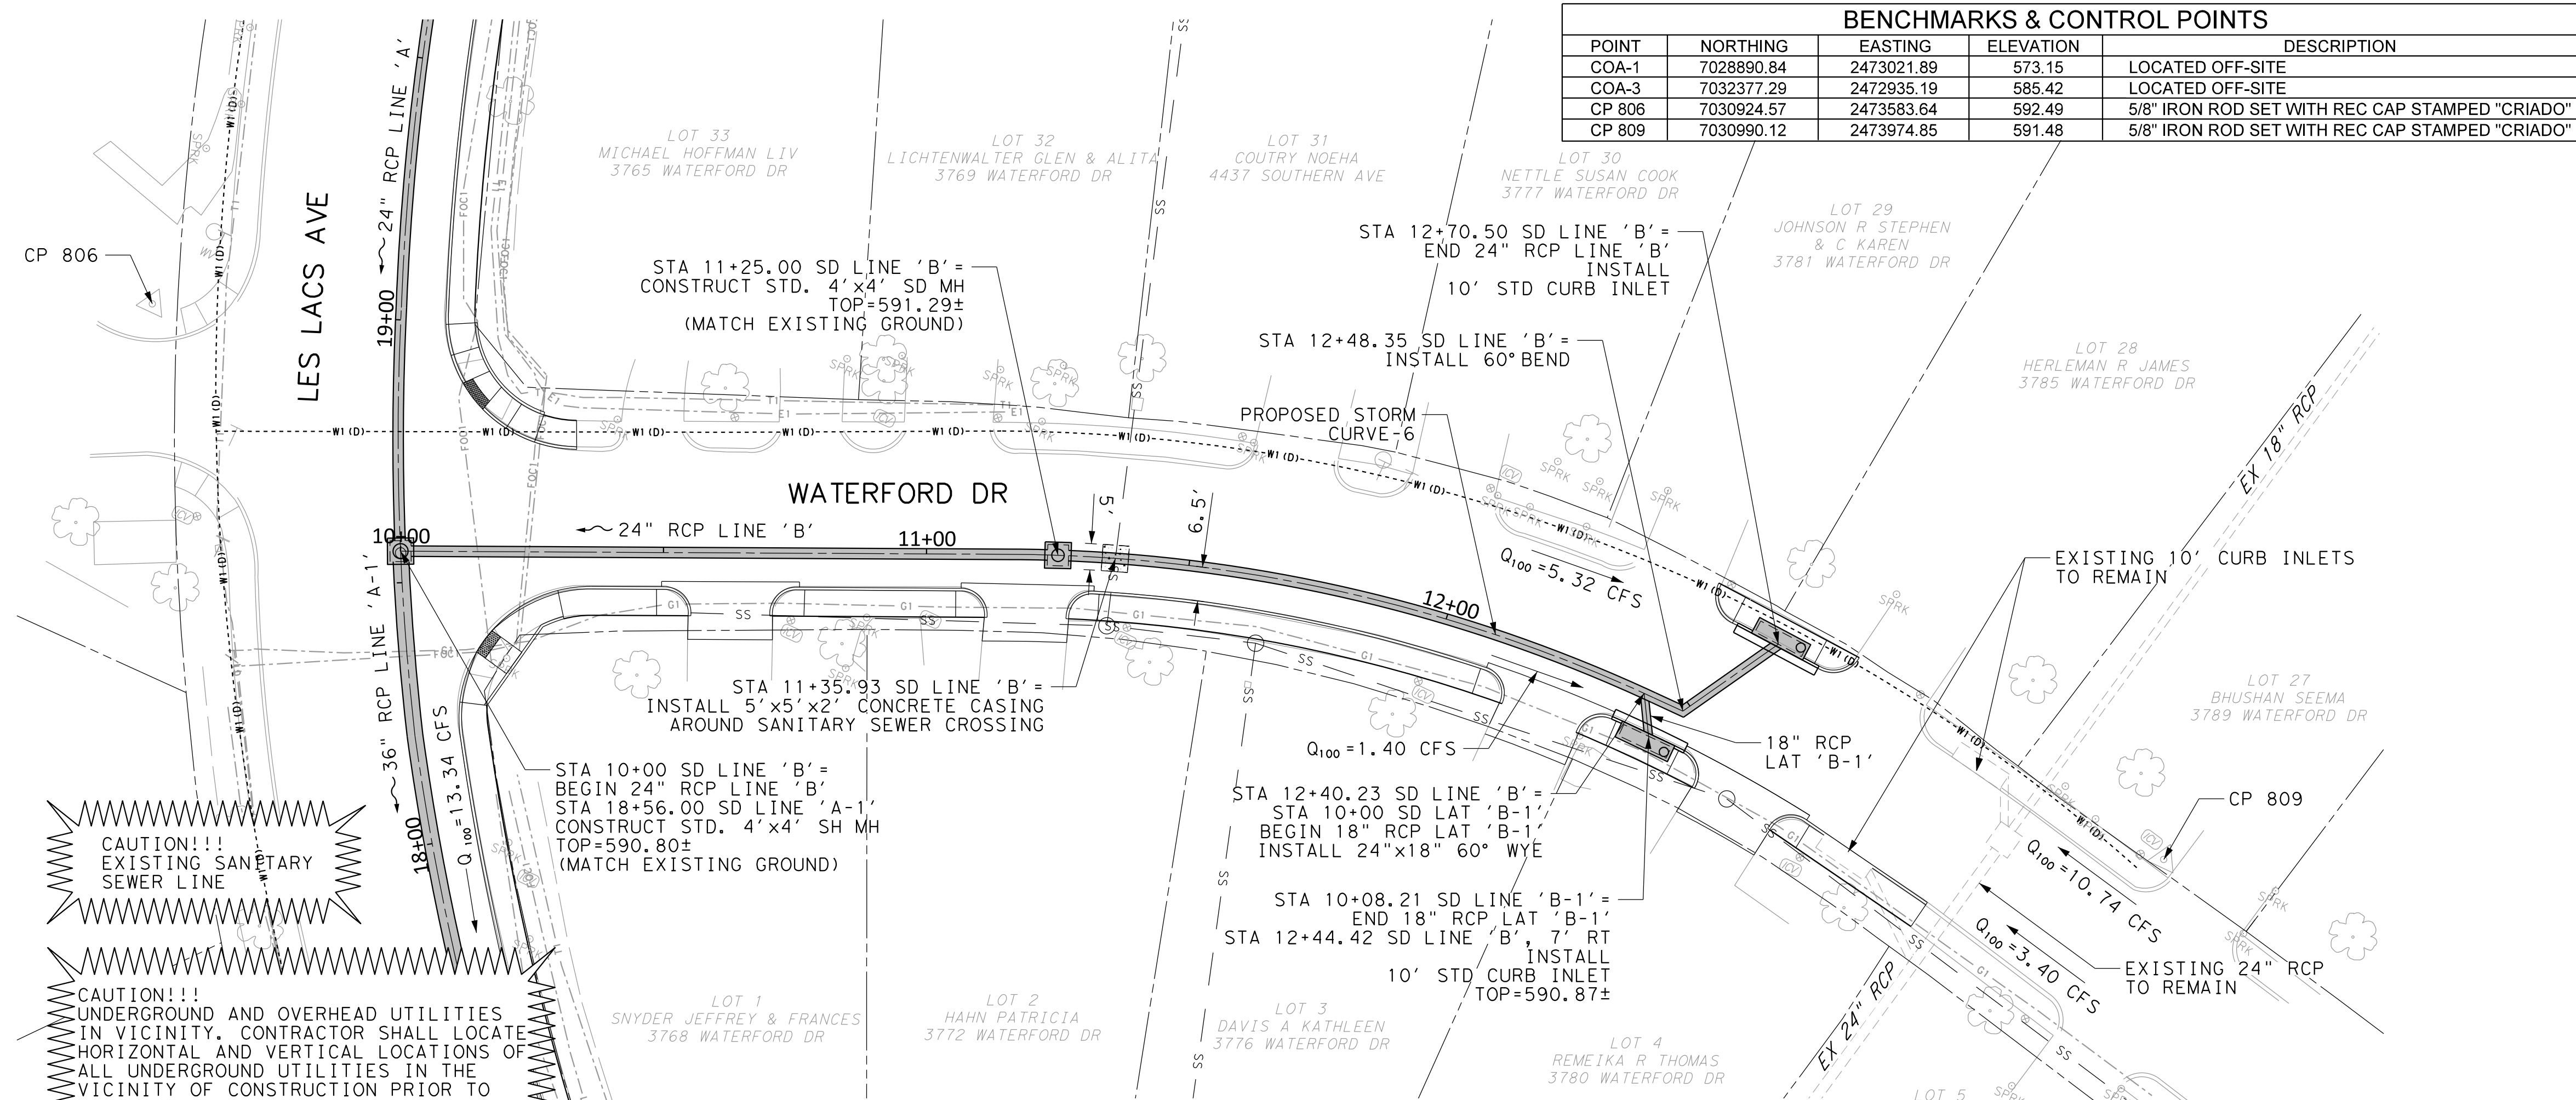 BENCHMARKS & CONTROL POINTS
POINT NORTHING EASTING ELEVATION DESCRIPTION
COA-1 7028890.84 2473021.89 573.15 LOCATED OFF-SITE
COA-3 7032377.29 2472935.19 585.42 LOCATED OFF-SITE
CP 806 7030924.57 2473583.64 592.49 5/8" IRON ROD SET WITH REC CAP STAMPED "CRIADO"
CP 809 7030990.12 2473974.85 591.48 5/8" IRON ROD SET WITH REC CAP STAMPED "CRIADO"
LOT 33
MICHAEL HOFFMAN LIV
3765 WATERFORD DR
LOT 32
LICHTENWALTER GLEN & ALITA
3769 WATERFORD DR
LOT 31
COUTRY NOEHA
4437 SOUTHERN AVE
LOT 30
NETTLE SUSAN COOK
3777 WATERFORD DR
LOT 29
JOHNSON R STEPHEN
& C KAREN
3781 WATERFORD DR
LOT 28
HERLEMAN R JAMES
3785 WATERFORD DR
LOT 27
BHUSHAN SEEMA
3789 WATERFORD DR
CP 806
LES LACS AVE
24" RCP LINE 'A'
19+00
STA 11+25.00 SD LINE 'B'=
CONSTRUCT STD. 4'x4' SD MH
TOP=591.29±
(MATCH EXISTING GROUND)
STA 12+70.50 SD LINE 'B'=
END 24" RCP LINE 'B'
INSTALL
10' STD CURB INLET
STA 12+48.35 SD LINE 'B'=
INSTALL 60° BEND
PROPOSED STORM
CURVE-6
EX 18" RCP
WATERFORD DR
24" RCP LINE 'B'
10+00
11+00
12+00
5'
6.5'
Q100=5.32 CFS
EXISTING 10' CURB INLETS
TO REMAIN
36" RCP LINE 'A-1'
18+00
Q100=13.34 CFS
STA 11+35.93 SD LINE 'B'=
INSTALL 5'x5'x2' CONCRETE CASING
AROUND SANITARY SEWER CROSSING
STA 10+00 SD LINE 'B'=
BEGIN 24" RCP LINE 'B'
STA 18+56.00 SD LINE 'A-1'
CONSTRUCT STD. 4'x4' SH MH
TOP=590.80±
(MATCH EXISTING GROUND)
Q100=1.40 CFS
18" RCP
LAT 'B-1'
STA 12+40.23 SD LINE 'B'=
STA 10+00 SD LAT 'B-1'
BEGIN 18" RCP LAT 'B-1'
INSTALL 24"x18" 60° WYE
STA 10+08.21 SD LINE 'B-1'=
END 18" RCP LAT 'B-1'
STA 12+44.42 SD LINE 'B', 7' RT
INSTALL
10' STD CURB INLET
TOP=590.87±
CP 809
Q100=10.74 CFS
Q100=3.40 CFS
EXISTING 24" RCP
TO REMAIN
EX 24" RCP
CAUTION!!!
EXISTING SANITARY
SEWER LINE
CAUTION!!!
UNDERGROUND AND OVERHEAD UTILITIES
IN VICINITY. CONTRACTOR SHALL LOCATE
HORIZONTAL AND VERTICAL LOCATIONS OF
ALL UNDERGROUND UTILITIES IN THE
VICINITY OF CONSTRUCTION PRIOR TO
LOT 1
SNYDER JEFFREY & FRANCES
3768 WATERFORD DR
LOT 2
HAHN PATRICIA
3772 WATERFORD DR
LOT 3
DAVIS A KATHLEEN
3776 WATERFORD DR
LOT 4
REMEIKA R THOMAS
3780 WATERFORD DR
LOT 5